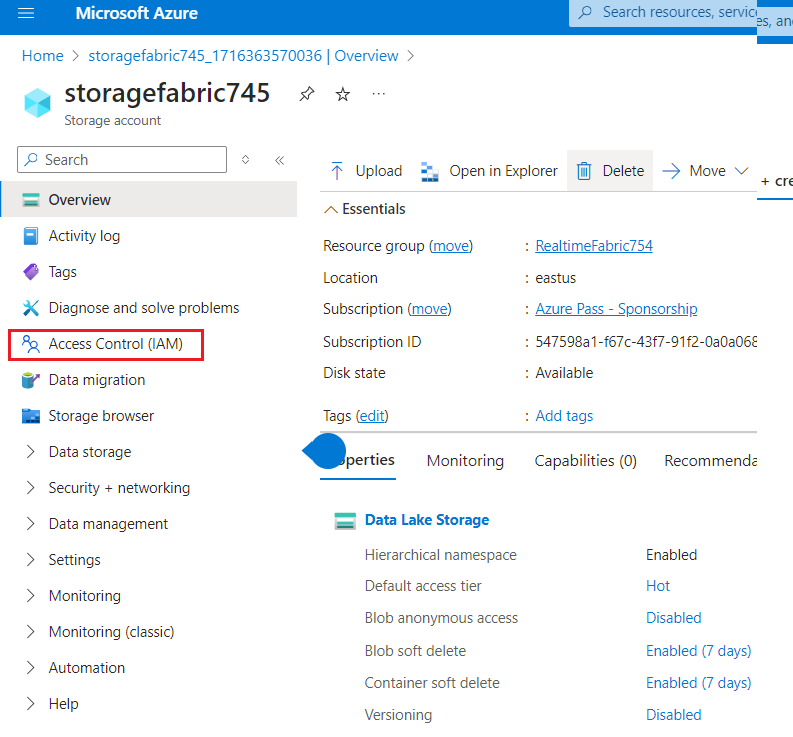 Microsoft Azure
Search resources, servic
es, an
Home > storagefabric745_1716363570036 | Overview >
storagefabric745
Storage account
Search
Overview
Activity log
Tags
Diagnose and solve problems
Access Control (IAM)
Data migration
Storage browser
Data storage
Security + networking
Data management
Settings
Monitoring
Monitoring (classic)
Automation
Help
Upload Open in Explorer Delete Move
+ cre
Essentials
Resource group (move) : RealtimeFabric754
Location : eastus
Subscription (move) : Azure Pass - Sponsorship
Subscription ID : 547598a1-f67c-43f7-91f2-0a0a068
Disk state : Available
Tags (edit) : Add tags
operties Monitoring Capabilities (0) Recommenda
Data Lake Storage
Hierarchical namespace Enabled
Default access tier Hot
Blob anonymous access Disabled
Blob soft delete Enabled (7 days)
Container soft delete Enabled (7 days)
Versioning Disabled